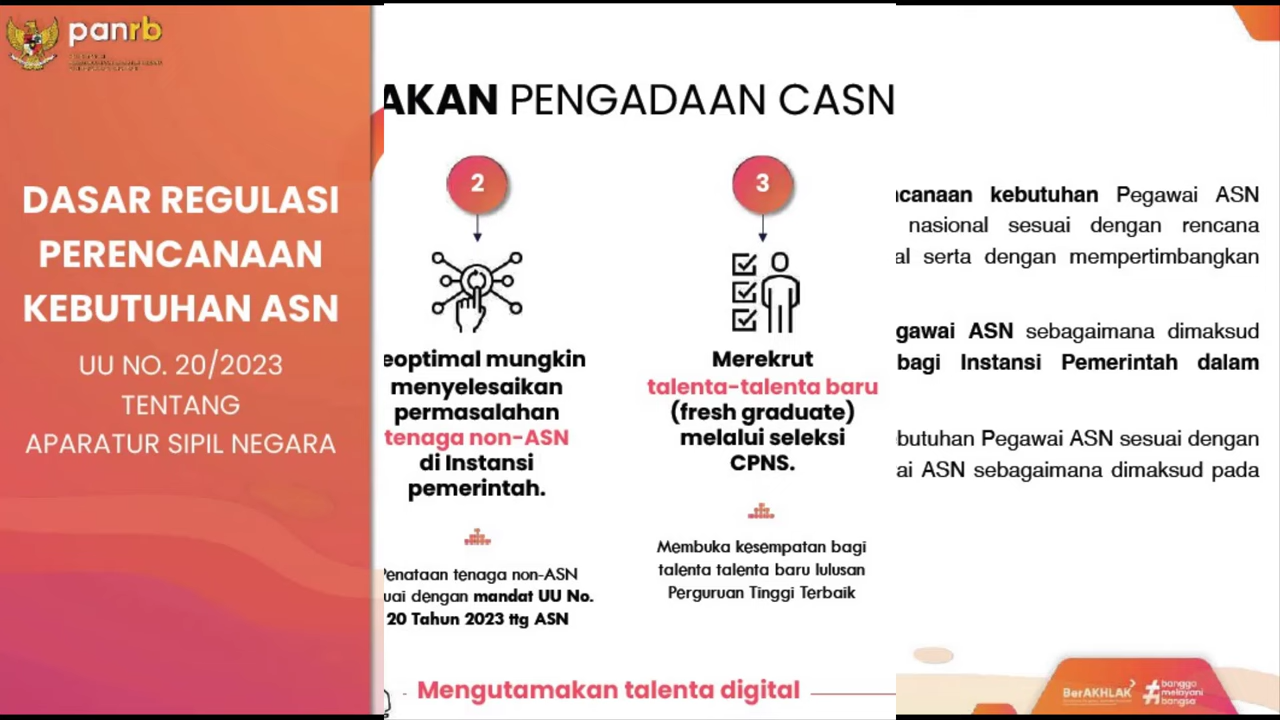 panrb
DASAR REGULASI
PERENCANAAN
KEBUTUHAN ASN
UU NO. 20/2023
TENTANG
APARATUR SIPIL NEGARA
AKAN PENGADAAN CASN
2
eoptimal mungkin
menyelesaikan
permasalahan
tenaga non-ASN
di Instansi
pemerintah.
Penataan tenaga non-ASN
uai dengan mandat UU No.
20 Tahun 2023 ttg ASN
3
Merekrut
talenta-talenta baru
(fresh graduate)
melalui seleksi
CPNS.
Membuka kesempatan bagi
talenta talenta baru lulusan
Perguruan Tinggi Terbaik
Mengutamakan talenta digital
ncanaan kebutuhan Pegawai ASN
nasional sesuai dengan rencana
al serta dengan mempertimbangkan
gawai ASN sebagaimana dimaksud
bagi Instansi Pemerintah dalam
butuhan Pegawai ASN sesuai dengan
ai ASN sebagaimana dimaksud pada
BerAKHLAK
#bangga
melayani
bangsa